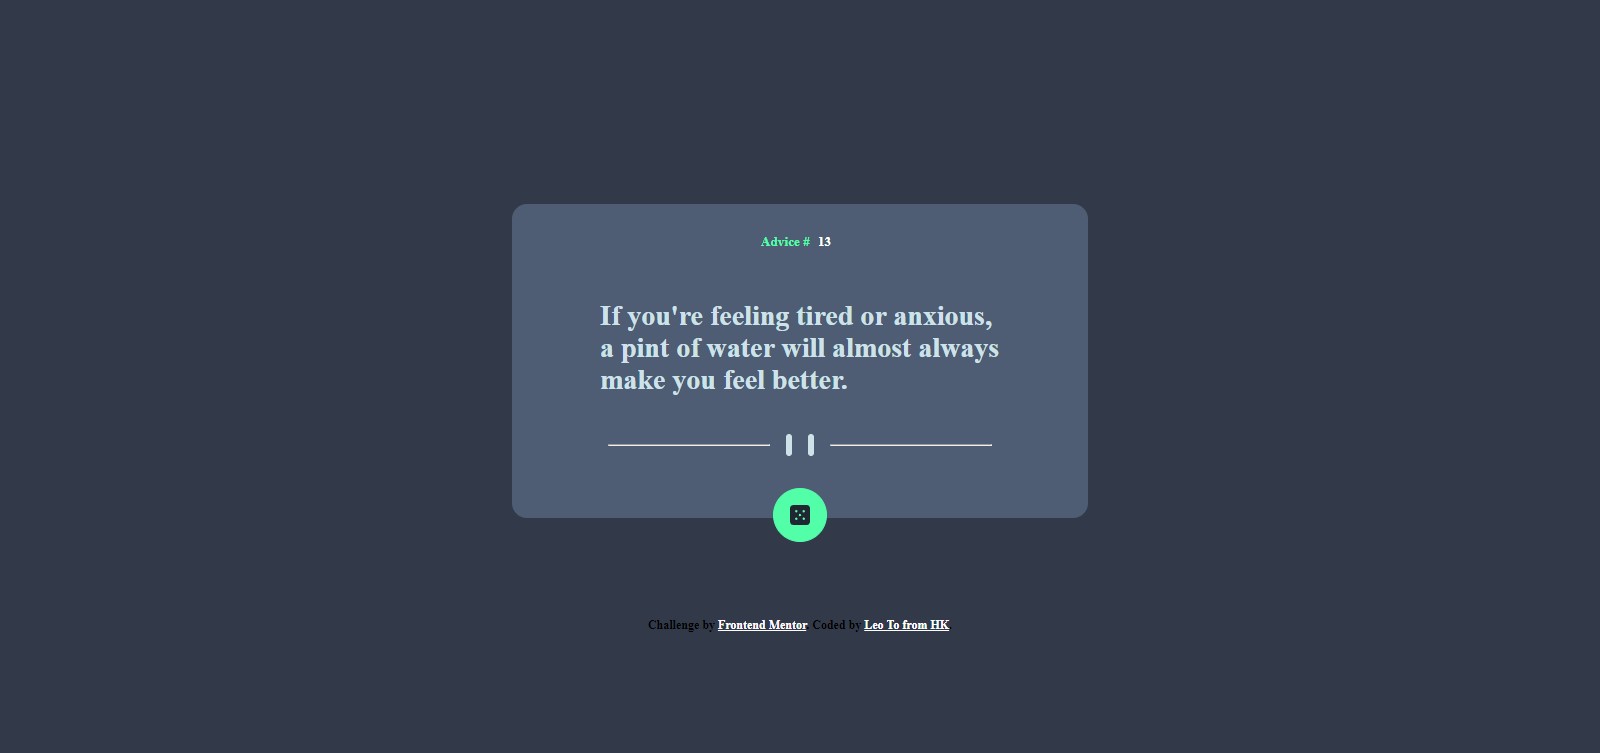 Advice # 13
If you're feeling tired or anxious,
a pint of water will almost always
make you feel better.
Challenge by Frontend Mentor. Coded by Leo To from HK.